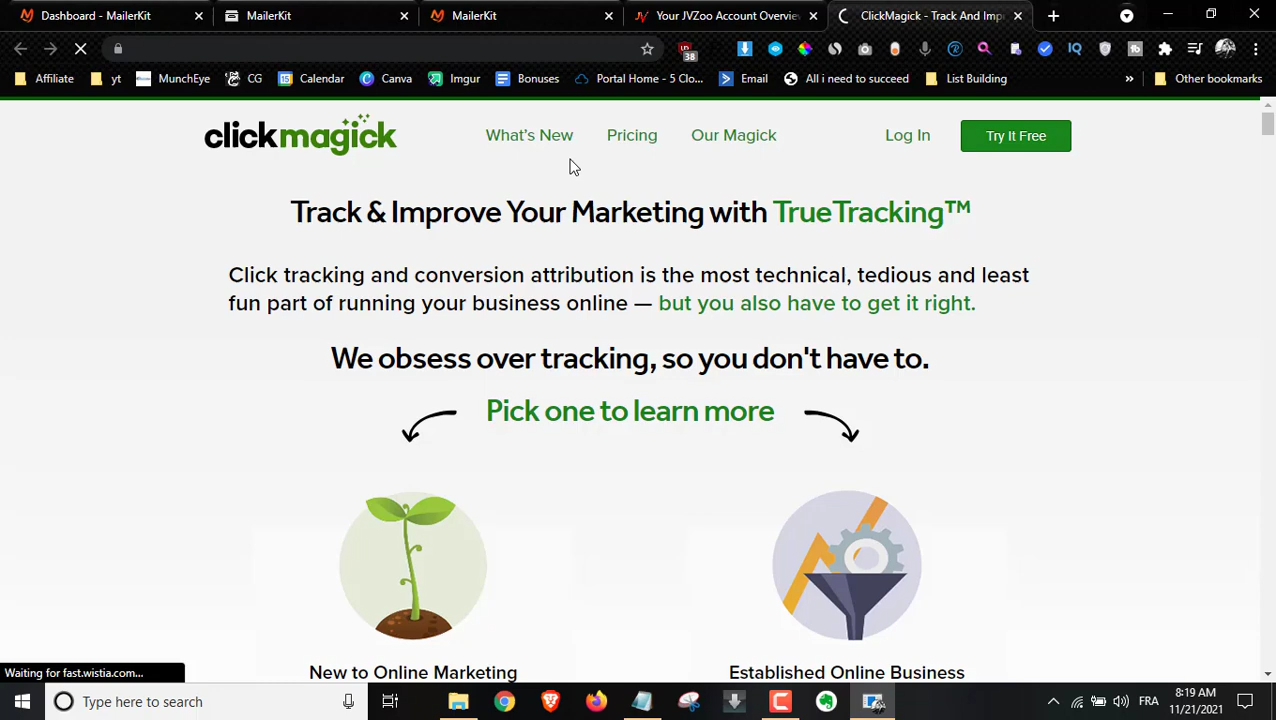 Dashboard - MailerKit
MailerKit
MailerKit
Your JVZoo Account Overview
ClickMagick - Track And Imp
38
Affiliate
yt
MunchEye
CG
Calendar
Canva
Imgur
Bonuses
Portal Home - 5 Clo...
Email
All i need to succeed
List Building
»
Other bookmarks
clickmagick
What's New
Pricing
Our Magick
Log In
Try It Free
Track & Improve Your Marketing with TrueTracking™
Click tracking and conversion attribution is the most technical, tedious and least
fun part of running your business online — but you also have to get it right.
We obsess over tracking, so you don't have to.
Pick one to learn more
New to Online Marketing
Established Online Business
Waiting for fast.wistia.com...
Type here to search
FRA
8:19 AM
11/21/2021